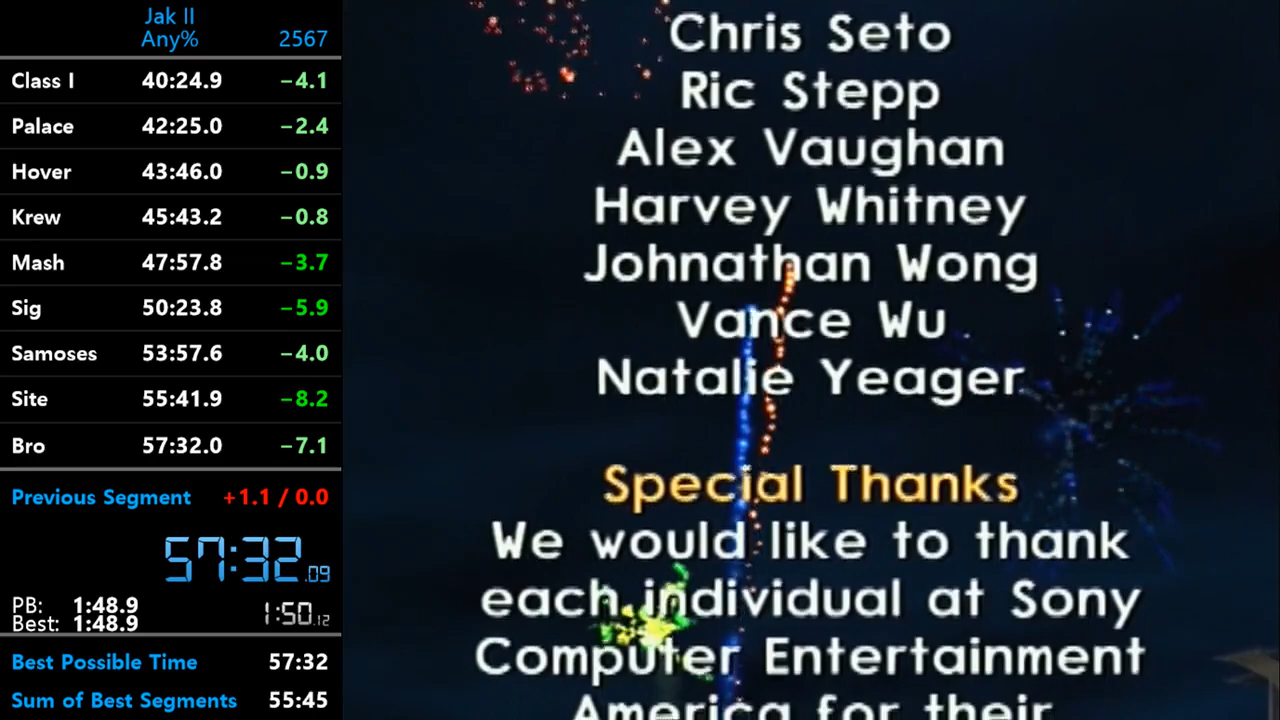 Jak II
Any% 2567
Class I 40:24.9 −4.1
Palace 42:25.0 −2.4
Hover 43:46.0 −0.9
Krew 45:43.2 −0.8
Mash 47:57.8 −3.7
Sig 50:23.8 −5.9
Samoses 53:57.6 −4.0
Site 55:41.9 −8.2
Bro 57:32.0 −7.1
Previous Segment +1.1 / 0.0
57:32.09
PB: 1:48.9
Best: 1:48.9
1:50.12
Best Possible Time 57:32
Sum of Best Segments 55:45
Chris Seto
Ric Stepp
Alex Vaughan
Harvey Whitney
Johnathan Wong
Vance Wu
Natalie Yeager
Special Thanks
We would like to thank
each individual at Sony
Computer Entertainment
America for their